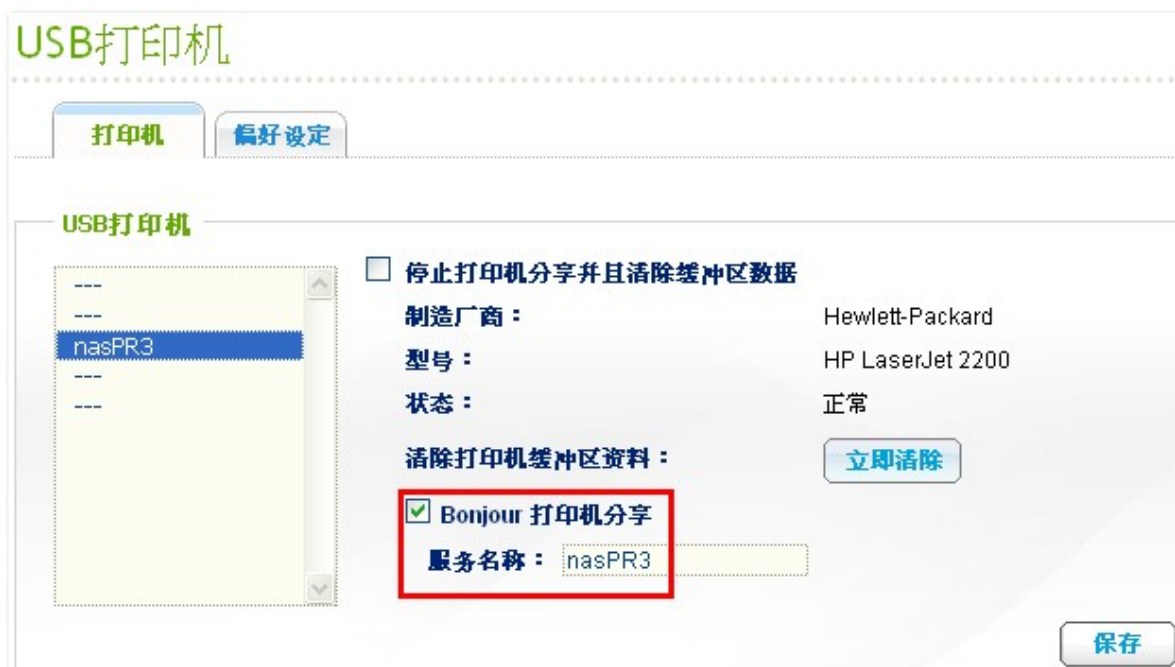 USB打印机
打印机 偏好设定
USB打印机
---
---
nasPR3
---
---
停止打印机分享并且清除缓冲区数据
制造厂商： Hewlett-Packard
型号： HP LaserJet 2200
状态： 正常
清除打印机缓冲区资料： 立即清除
Bonjour 打印机分享
服务名称： nasPR3
保存